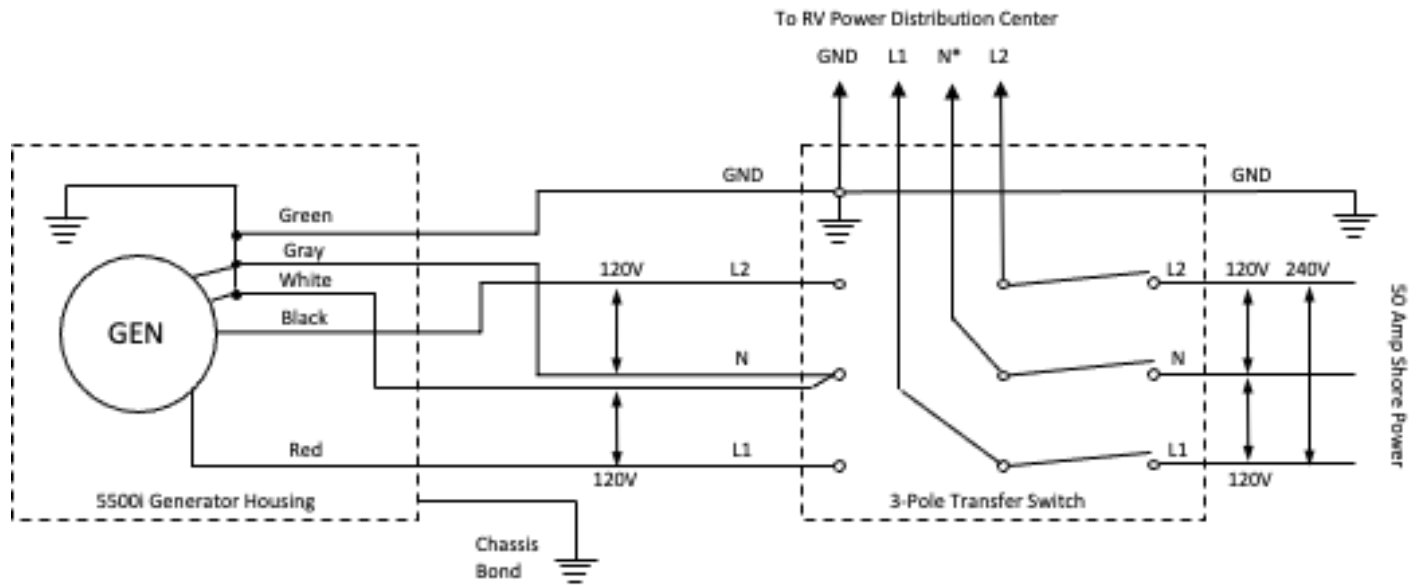 To RV Power Distribution Center
GND L1 N* L2
GND
GND
Green
Gray
White
Black
GEN
Red
120V
L2
N
L1
120V
L2
N
L1
120V 240V
120V
50 Amp Shore Power
5500i Generator Housing
3-Pole Transfer Switch
Chassis
Bond